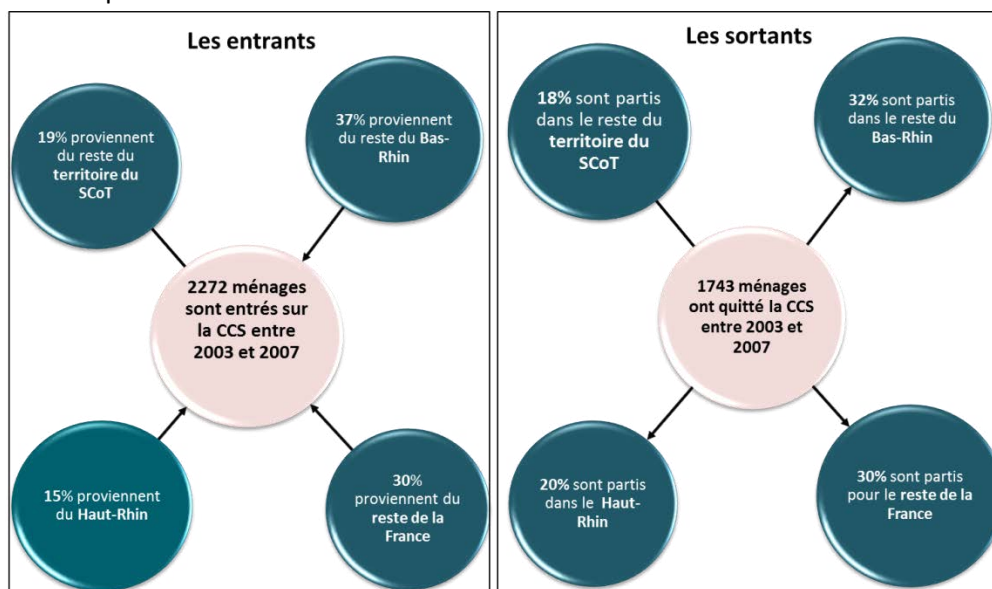 Les entrants
19% proviennent
du reste du
territoire du
SCoT
37% proviennent
du reste du Bas-
Rhin
2272 ménages
sont entrés sur
la CCS entre
2003 et 2007
15% proviennent
du Haut-Rhin
30%
proviennent du
reste de la
France
Les sortants
18% sont partis
dans le reste du
territoire du
SCoT
32% sont partis
dans le reste du
Bas-Rhin
1743 ménages
ont quitté la CCS
entre 2003 et
2007
20% sont partis
dans le Haut-
Rhin
30% sont partis
pour le reste de la
France